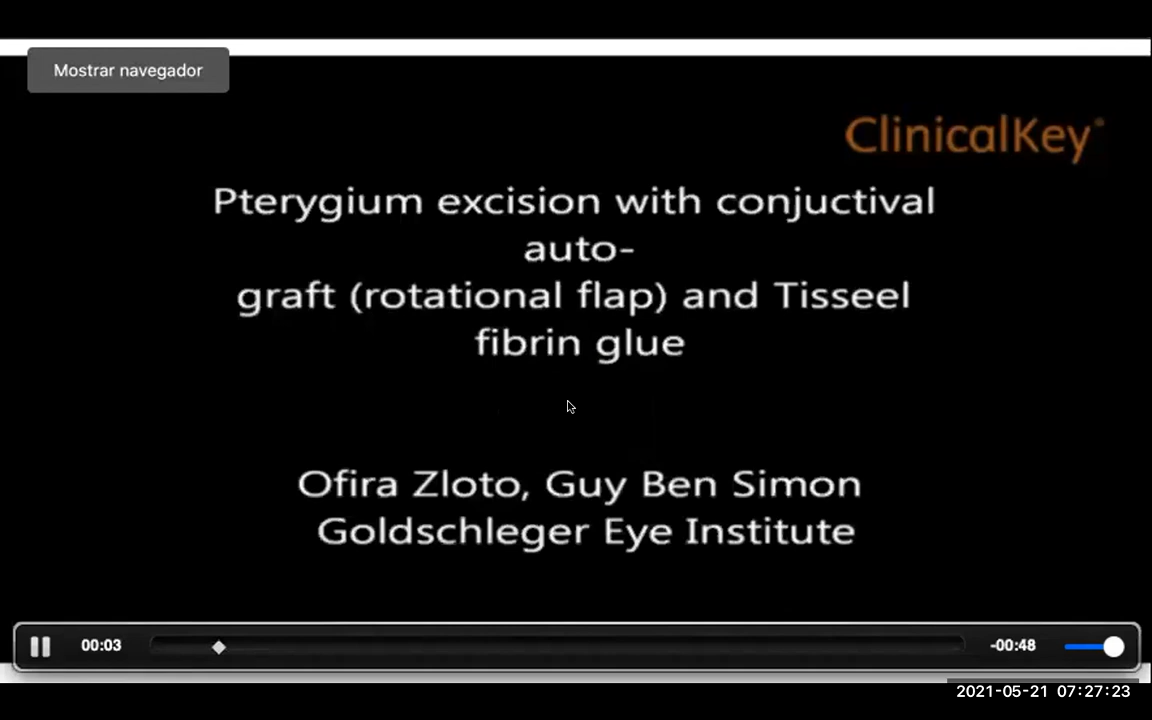 Mostrar navegador
ClinicalKey®
Pterygium excision with conjuctival
auto-
graft (rotational flap) and Tisseel
fibrin glue
Ofira Zloto, Guy Ben Simon
Goldschleger Eye Institute
00:03
-00:48
2021-05-21 07:27:23